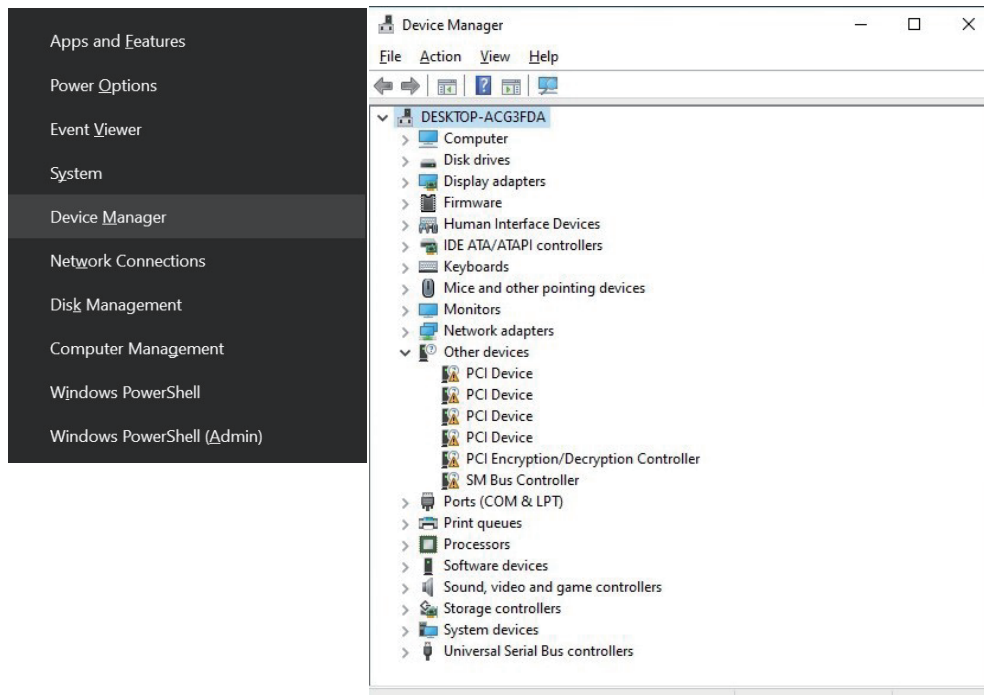 Apps and Features
Power Options
Event Viewer
System
Device Manager
Network Connections
Disk Management
Computer Management
Windows PowerShell
Windows PowerShell (Admin)
Device Manager
File Action View Help
DESKTOP-ACG3FDA
Computer
Disk drives
Display adapters
Firmware
Human Interface Devices
IDE ATA/ATAPI controllers
Keyboards
Mice and other pointing devices
Monitors
Network adapters
Other devices
PCI Device
PCI Device
PCI Device
PCI Device
PCI Encryption/Decryption Controller
SM Bus Controller
Ports (COM & LPT)
Print queues
Processors
Software devices
Sound, video and game controllers
Storage controllers
System devices
Universal Serial Bus controllers